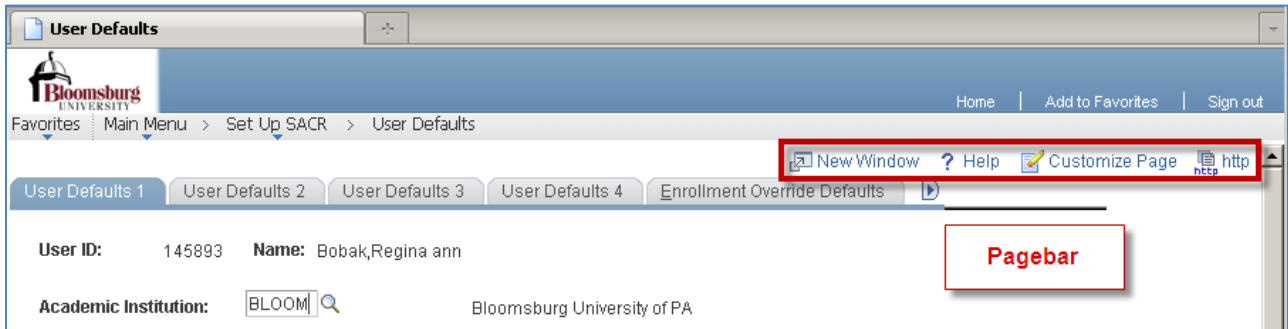 User Defaults
Bloomsburg
UNIVERSITY
Home | Add to Favorites | Sign out
Favorites Main Menu > Set Up SACR > User Defaults
New Window ? Help Customize Page http http
User Defaults 1 User Defaults 2 User Defaults 3 User Defaults 4 Enrollment Override Defaults
Pagebar
User ID: 145893 Name: Bobak,Regina ann
Academic Institution: BLOOM Bloomsburg University of PA